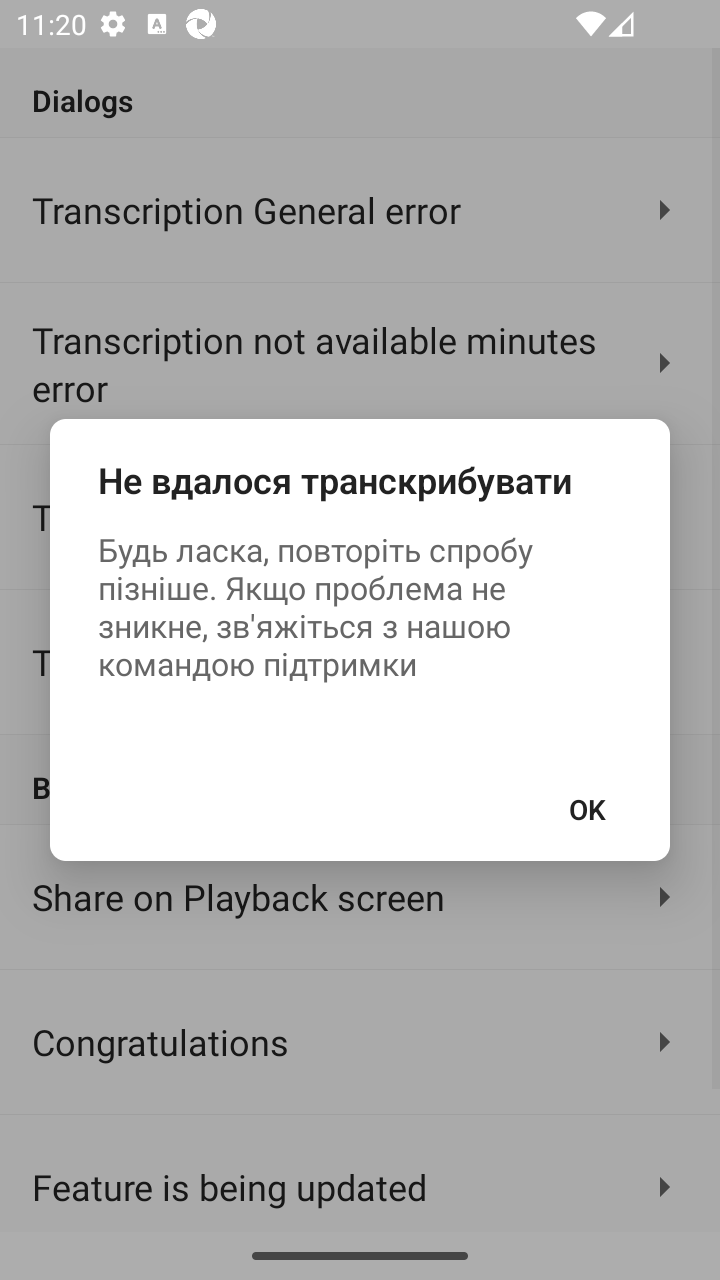 11:20
Dialogs
Transcription General error
Transcription not available minutes
error
Не вдалося транскрибувати
Будь ласка, повторіть спробу
пізніше. Якщо проблема не
зникне, зв'яжіться з нашою
командою підтримки
OK
Share on Playback screen
Congratulations
Feature is being updated